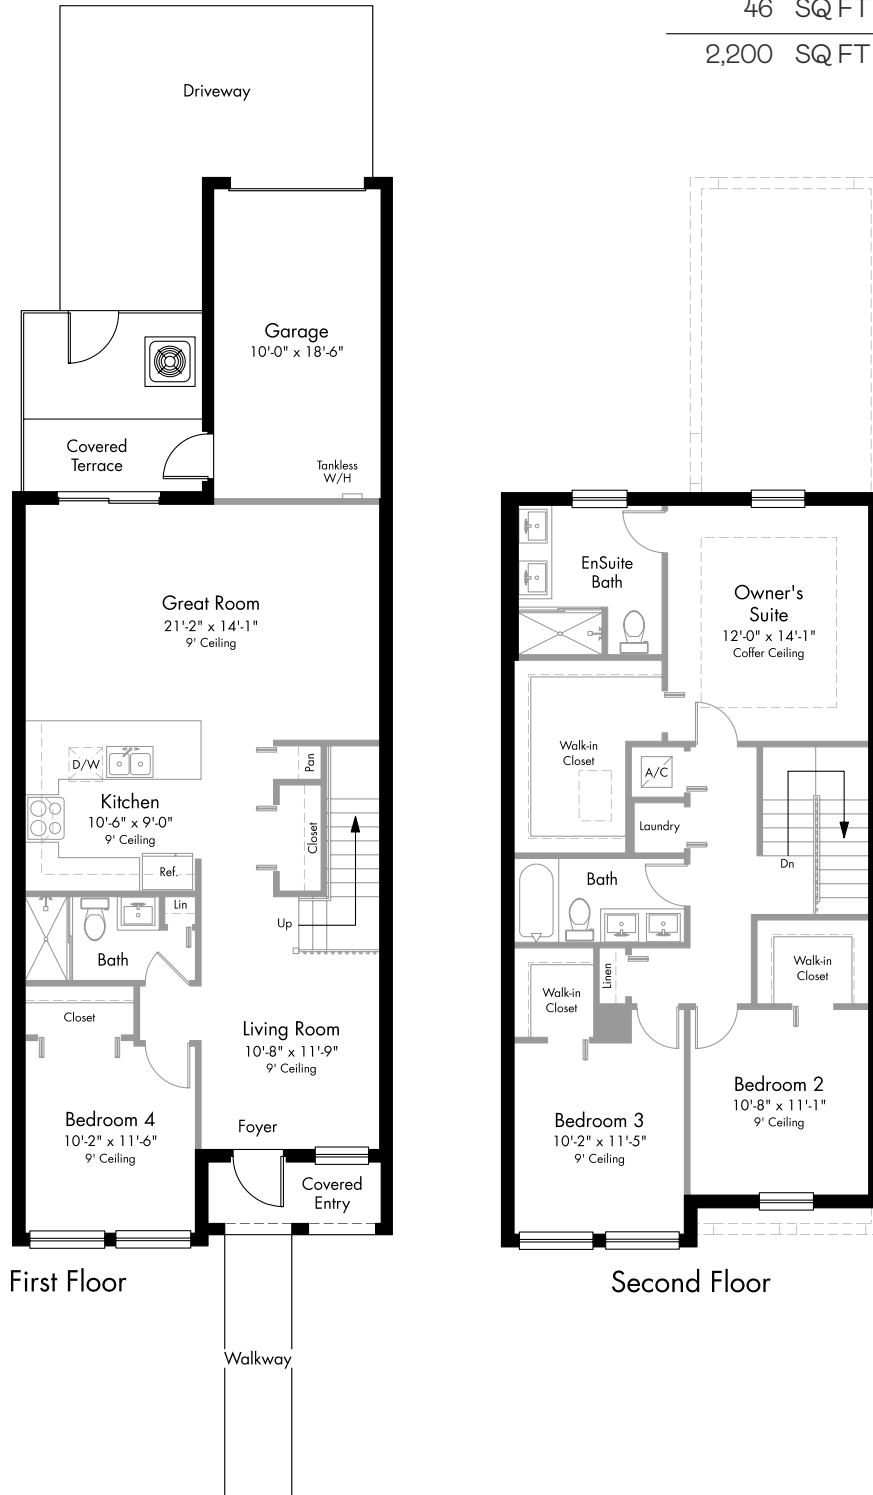 46 SQ FT
2,200 SQ FT
Driveway
Garage
10'-0" x 18'-6"
Covered
Terrace
Tankless
W/H
Great Room
21'-2" x 14'-1"
9' Ceiling
D/W
Pan
Kitchen
10'-6" x 9'-0"
9' Ceiling
Closet
Ref.
Lin
Up
Bath
Closet
Living Room
10'-8" x 11'-9"
9' Ceiling
Bedroom 4
10'-2" x 11'-6"
9' Ceiling
Foyer
Covered
Entry
First Floor
Walkway
EnSuite
Bath
Owner's
Suite
12'-0" x 14'-1"
Coffer Ceiling
Walk-in
Closet
A/C
Laundry
Dn
Bath
Linen
Walk-in
Closet
Walk-in
Closet
Bedroom 2
10'-8" x 11'-1"
9' Ceiling
Bedroom 3
10'-2" x 11'-5"
9' Ceiling
Second Floor